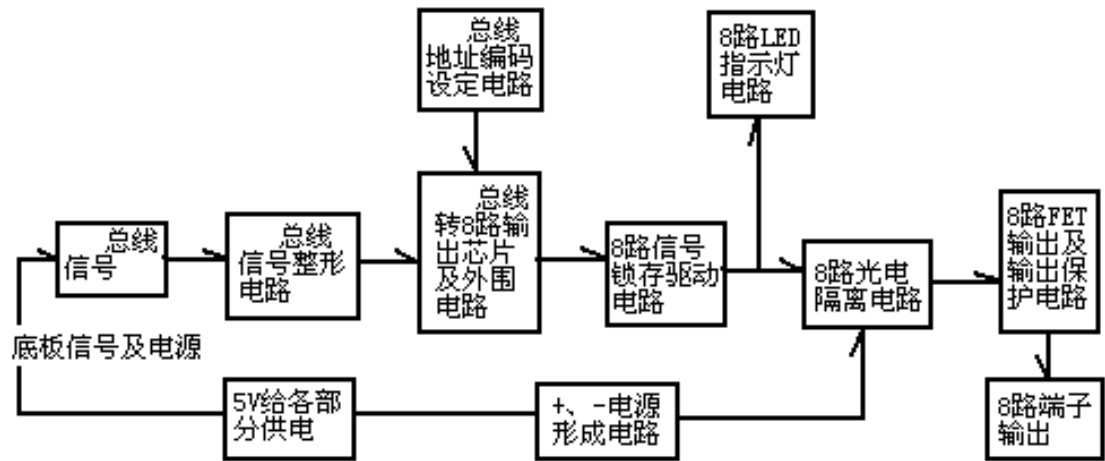 总线
地址编码
设定电路
8路LED
指示灯
电路
总线
信号
总线
信号整形
电路
总线
转8路输
出芯片
及外围
电路
8路信号
锁存驱动
电路
8路光电
隔离电路
8路FET
输出及
输出保
护电路
底板信号及电源
5V给各部
分供电
+、-电源
形成电路
8路端子
输出